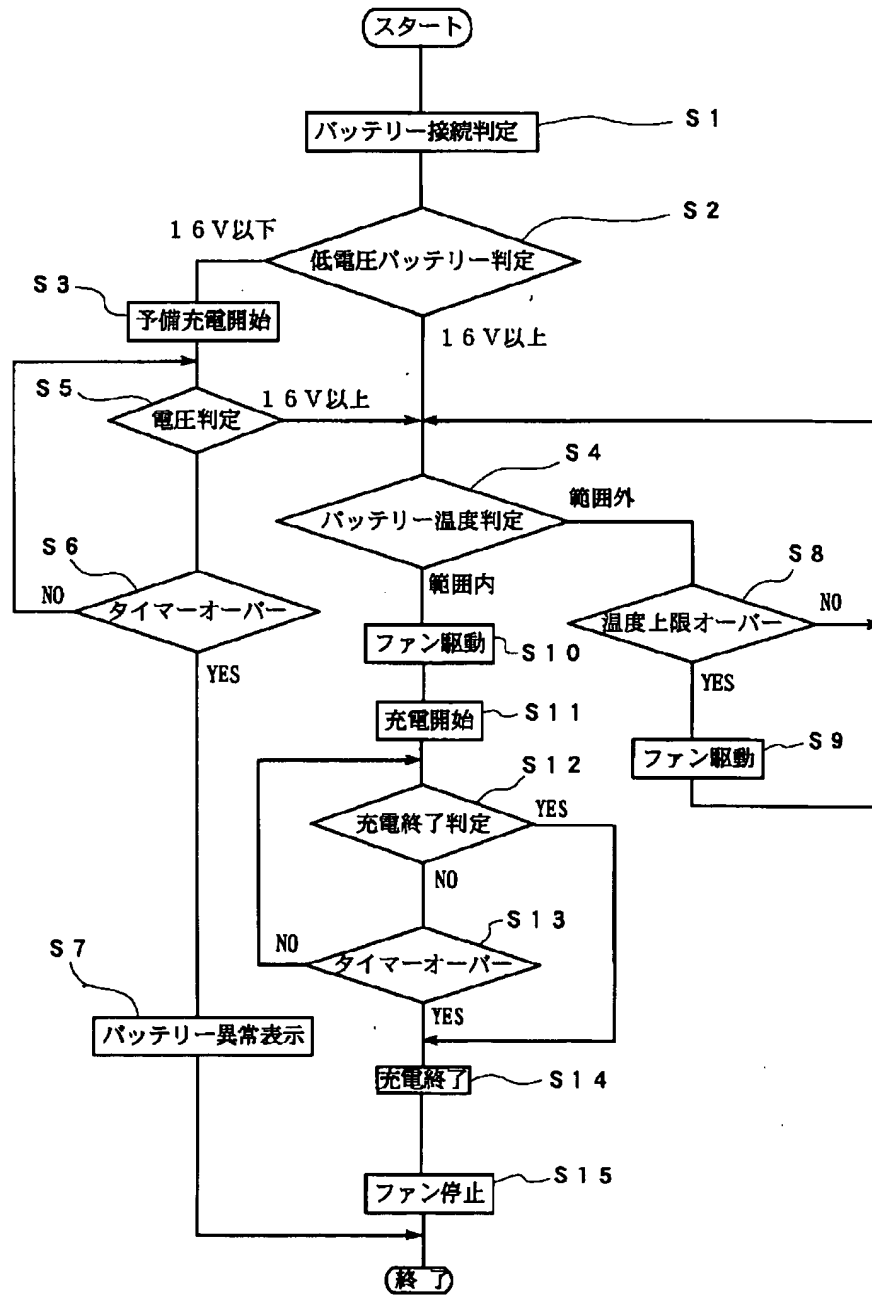 スタート
バッテリー接続判定
S1
S2
16V以下
低電圧バッテリー判定
S3
予備充電開始
16V以上
S5
電圧判定
16V以上
S4
バッテリー温度判定
範囲外
S6
範囲内
S8
NO
タイマーオーバー
温度上限オーバー
NO
YES
ファン駆動
S10
YES
充電開始
S11
S9
ファン駆動
S12
充電終了判定
YES
NO
S13
NO
タイマーオーバー
S7
YES
バッテリー異常表示
充電終了
S14
S15
ファン停止
終了